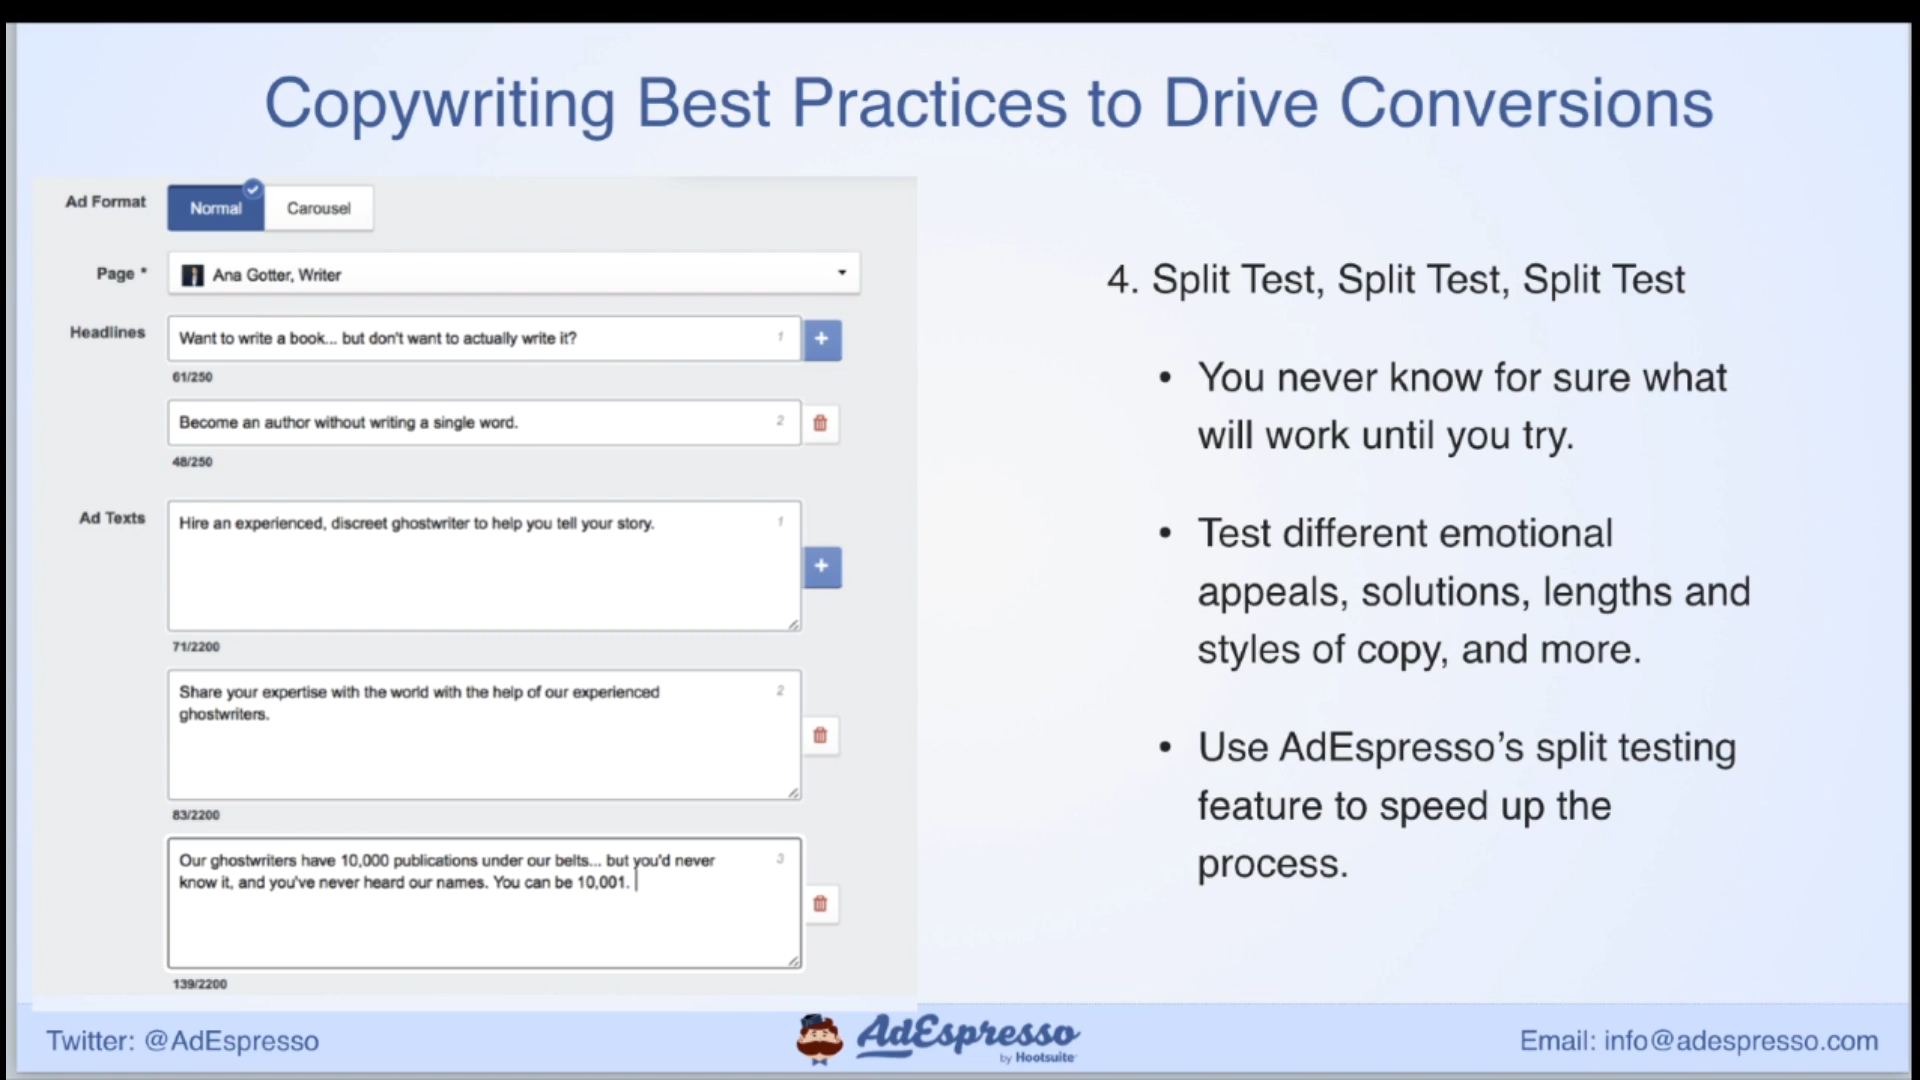 Copywriting Best Practices to Drive Conversions
Ad Format
Normal
Carousel
Page *
Ana Gotter, Writer
Headlines
Want to write a book... but don't want to actually write it?
1
+
61/250
Become an author without writing a single word.
2
48/250
Ad Texts
Hire an experienced, discreet ghostwriter to help you tell your story.
1
+
71/2200
Share your expertise with the world with the help of our experienced
2
ghostwriters.
83/2200
Our ghostwriters have 10,000 publications under our belts... but you'd never
3
know it, and you've never heard our names. You can be 10,001.
139/2200
4. Split Test, Split Test, Split Test
• You never know for sure what
will work until you try.
• Test different emotional
appeals, solutions, lengths and
styles of copy, and more.
• Use AdEspresso’s split testing
feature to speed up the
process.
Twitter: @AdEspresso
AdEspresso
by Hootsuite
Email: info@adespresso.com